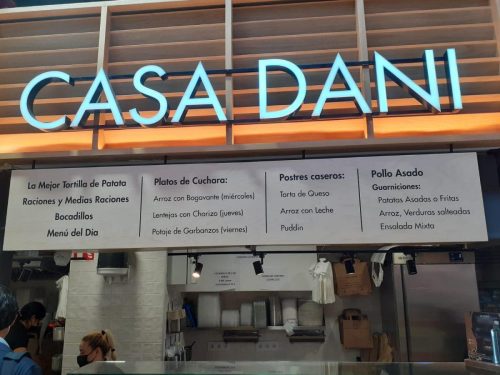 CASA DANI
La Mejor Tortilla de Patata
Raciones y Medias Raciones
Bocadillos
Menú del Dia
Platos de Cuchara:
Arroz con Bogavante (miércoles)
Lentejas con Chorizo (jueves)
Potaje de Garbanzos (viernes)
Postres caseros:
Tarta de Queso
Arroz con Leche
Puddin
Pollo Asado
Guarniciones:
Patatas Asadas o Fritas
Arroz, Verduras salteadas
Ensalada Mixta